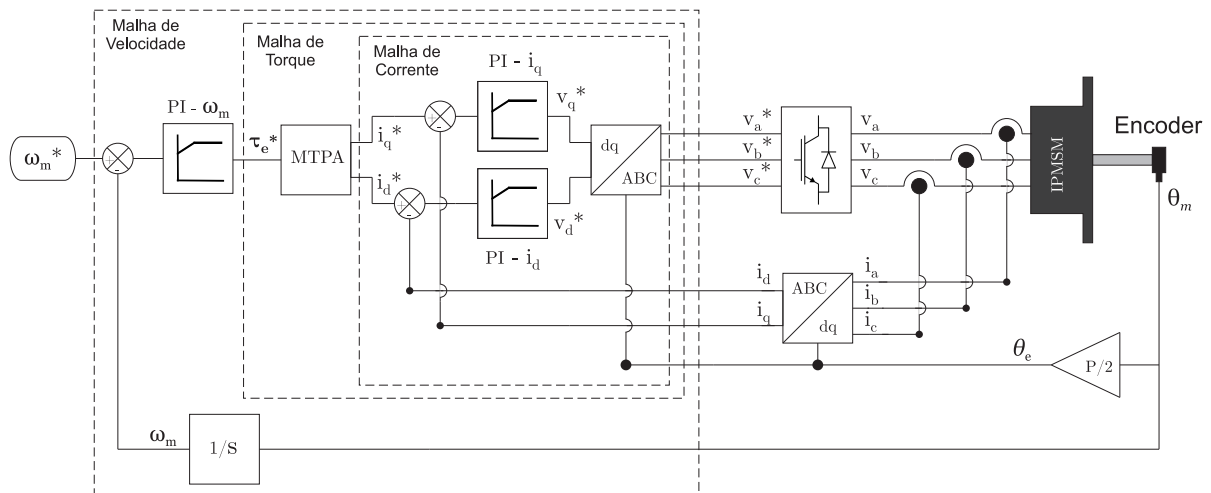 Malha de
Velocidade
Malha de
Torque
Malha de
Corrente
PI - i_q
v_q*
PI - ω_m
ω_m*
+
-
τ_e*
MTPA
i_q*
i_d*
+
-
+
-
v_d*
PI - i_d
dq
ABC
v_a*
v_b*
v_c*
v_a
v_b
v_c
IPMSM
Encoder
θ_m
i_d
i_q
ABC
dq
i_a
i_b
i_c
θ_e
P/2
ω_m
1/S